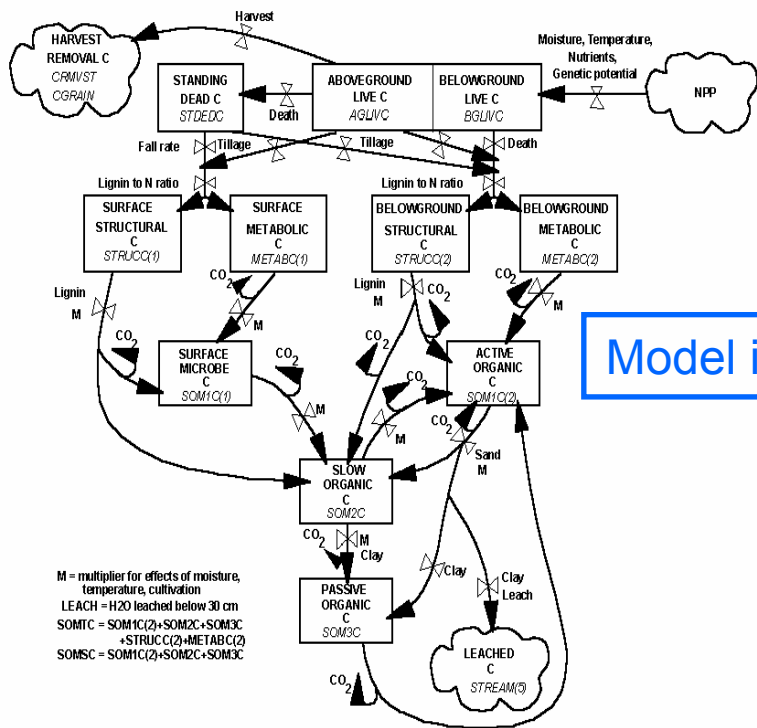 Harvest
HARVEST
REMOVAL C
CRMVST
CGRAIN
STANDING
DEAD C
STDEDC
Death
ABOVEGROUND
LIVE C
AGLIVC
BELOWGROUND
LIVE C
BGLIVC
Moisture, Temperature,
Nutrients,
Genetic potential
NPP
Fall rate
Tillage
Tillage
Death
Lignin to N ratio
Lignin to N ratio
SURFACE
STRUCTURAL
C
STRUCC(1)
SURFACE
METABOLIC
C
METABC(1)
BELOWGROUND
STRUCTURAL
C
STRUCC(2)
BELOWGROUND
METABOLIC
C
METABC(2)
Lignin
M
CO2
M
Lignin
M
CO2
CO2
M
CO2
SURFACE
MICROBE
C
SOM1C(1)
CO2
M
CO2
CO2
M
ACTIVE
ORGANIC
C
SOM1C(2)
Model i
CO2
Sand
M
SLOW
ORGANIC
C
SOM2C
CO2
M
Clay
Clay
Clay
Leach
PASSIVE
ORGANIC
C
SOM3C
CO2
LEACHED
C
STREAM(5)
M = multiplier for effects of moisture,
temperature, cultivation
LEACH = H2O leached below 30 cm
SOMTC = SOM1C(2)+SOM2C+SOM3C
+STRUCC(2)+METABC(2)
SOMSC = SOM1C(2)+SOM2C+SOM3C